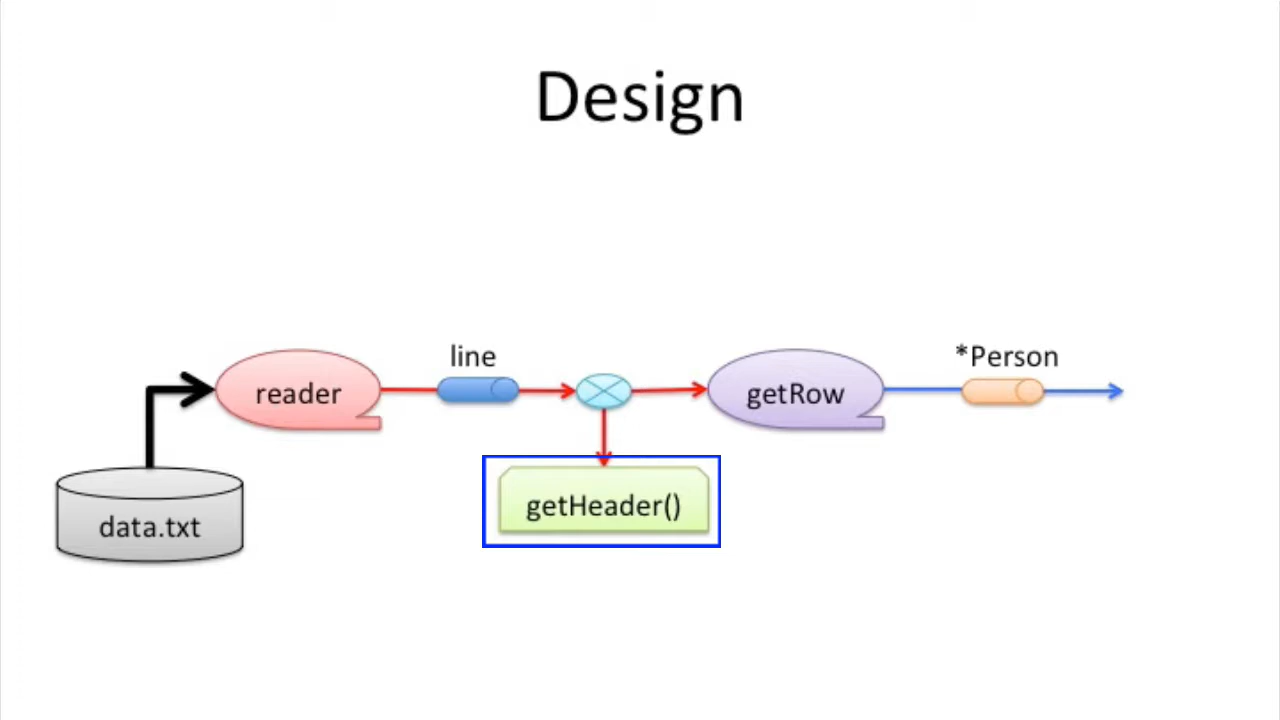 Design
line
*Person
reader
getRow
getHeader()
data.txt